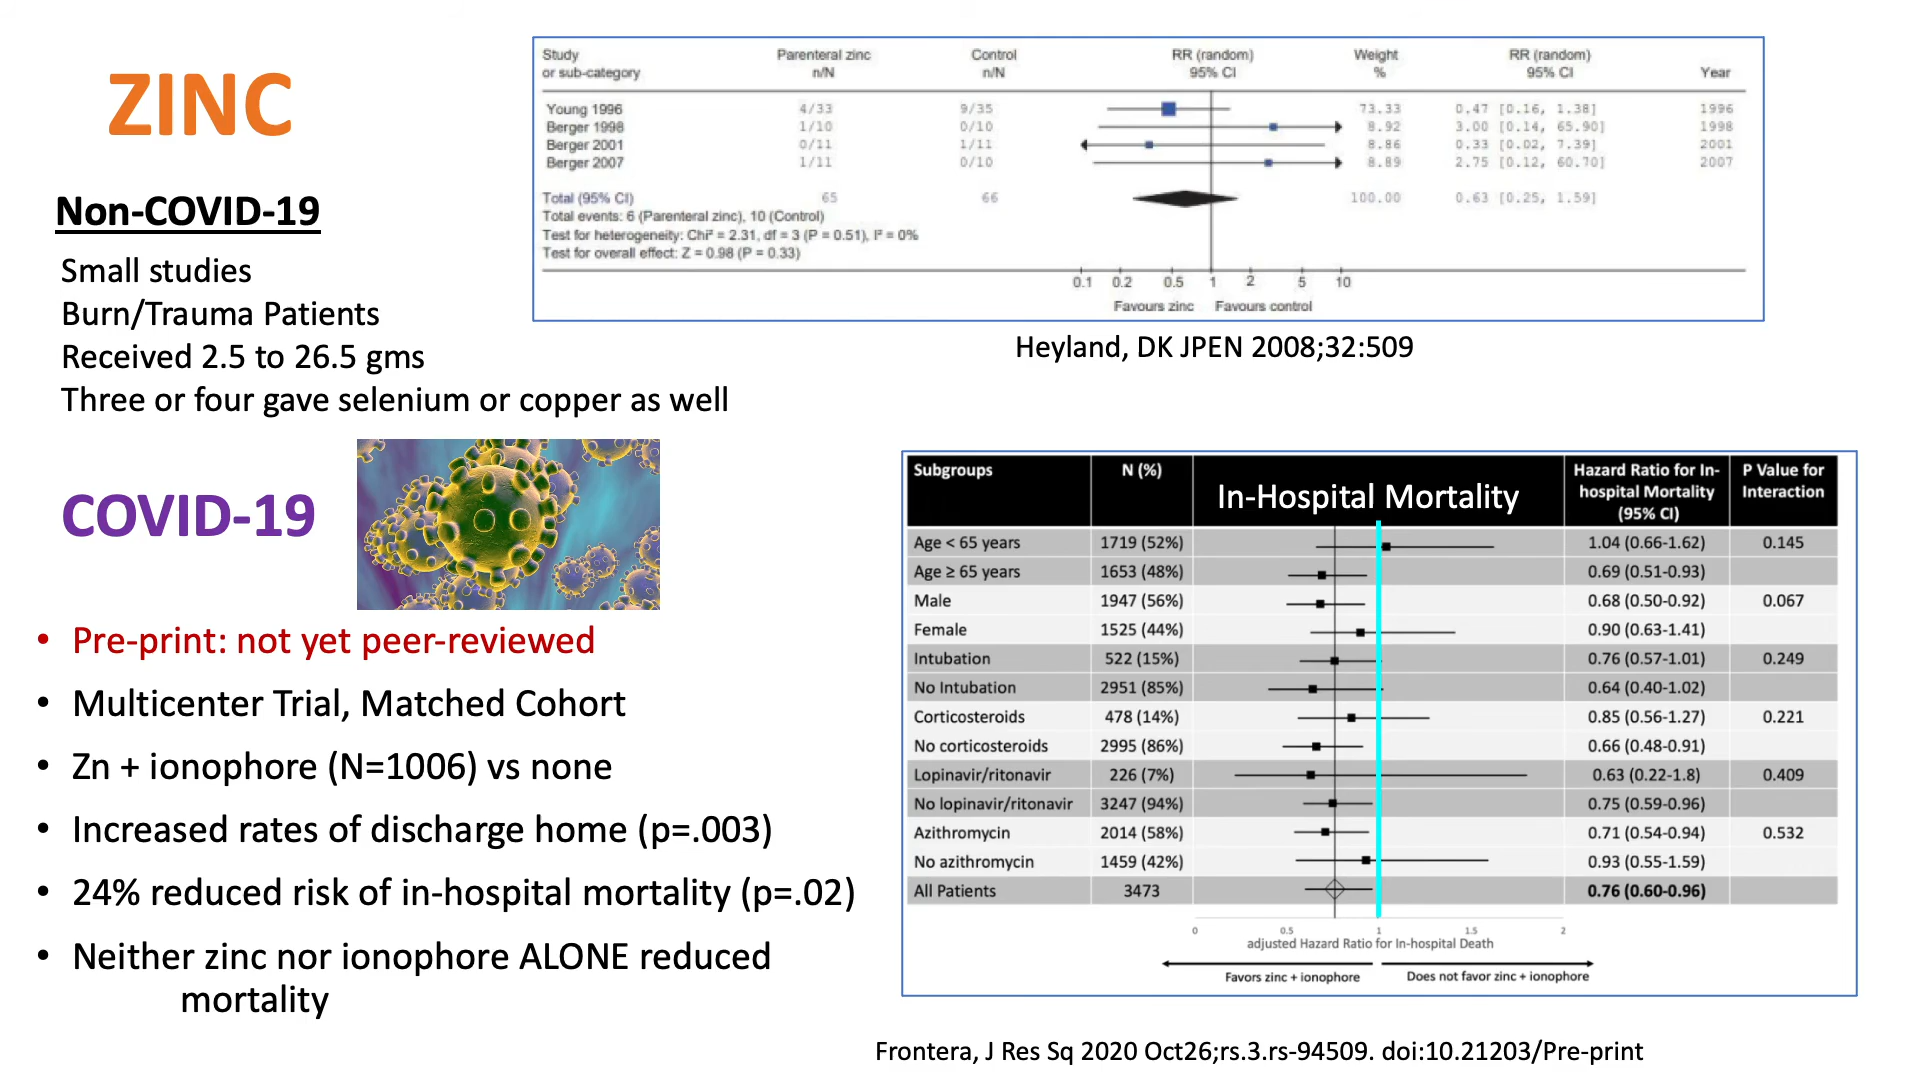 ZINC
Non-COVID-19
Small studies
Burn/Trauma Patients
Received 2.5 to 26.5 gms
Three or four gave selenium or copper as well
Study or sub-category Parenteral zinc n/N Control n/N RR (random) 95% CI Weight % RR (random) 95% CI Year
Young 1996 4/33 9/35 73.33 0.47 [0.16, 1.38] 1996
Berger 1998 1/10 0/10 8.92 3.00 [0.14, 65.90] 1998
Berger 2001 0/11 1/11 8.86 0.33 [0.02, 7.39] 2001
Berger 2007 1/11 0/10 8.89 2.75 [0.12, 60.70] 2007
Total (95% CI) 65 66 100.00 0.63 [0.25, 1.59]
Total events: 6 (Parenteral zinc), 10 (Control)
Test for heterogeneity: Chi² = 2.31, df = 3 (P = 0.51), I² = 0%
Test for overall effect: Z = 0.98 (P = 0.33)
0.1 0.2 0.5 1 2 5 10
Favours zinc Favours control
Heyland, DK JPEN 2008;32:509
COVID-19
• Pre-print: not yet peer-reviewed
• Multicenter Trial, Matched Cohort
• Zn + ionophore (N=1006) vs none
• Increased rates of discharge home (p=.003)
• 24% reduced risk of in-hospital mortality (p=.02)
• Neither zinc nor ionophore ALONE reduced
mortality
Subgroups N (%) In-Hospital Mortality Hazard Ratio for In-hospital Mortality (95% CI) P Value for Interaction
Age < 65 years 1719 (52%) 1.04 (0.66-1.62) 0.145
Age ≥ 65 years 1653 (48%) 0.69 (0.51-0.93)
Male 1947 (56%) 0.68 (0.50-0.92) 0.067
Female 1525 (44%) 0.90 (0.63-1.41)
Intubation 522 (15%) 0.76 (0.57-1.01) 0.249
No Intubation 2951 (85%) 0.64 (0.40-1.02)
Corticosteroids 478 (14%) 0.85 (0.56-1.27) 0.221
No corticosteroids 2995 (86%) 0.66 (0.48-0.91)
Lopinavir/ritonavir 226 (7%) 0.63 (0.22-1.8) 0.409
No lopinavir/ritonavir 3247 (94%) 0.75 (0.59-0.96)
Azithromycin 2014 (58%) 0.71 (0.54-0.94) 0.532
No azithromycin 1459 (42%) 0.93 (0.55-1.59)
All Patients 3473 0.76 (0.60-0.96)
0 0.5 1 1.5 2
adjusted Hazard Ratio for In-hospital Death
Favors zinc + ionophore Does not favor zinc + ionophore
Frontera, J Res Sq 2020 Oct26;rs.3.rs-94509. doi:10.21203/Pre-print